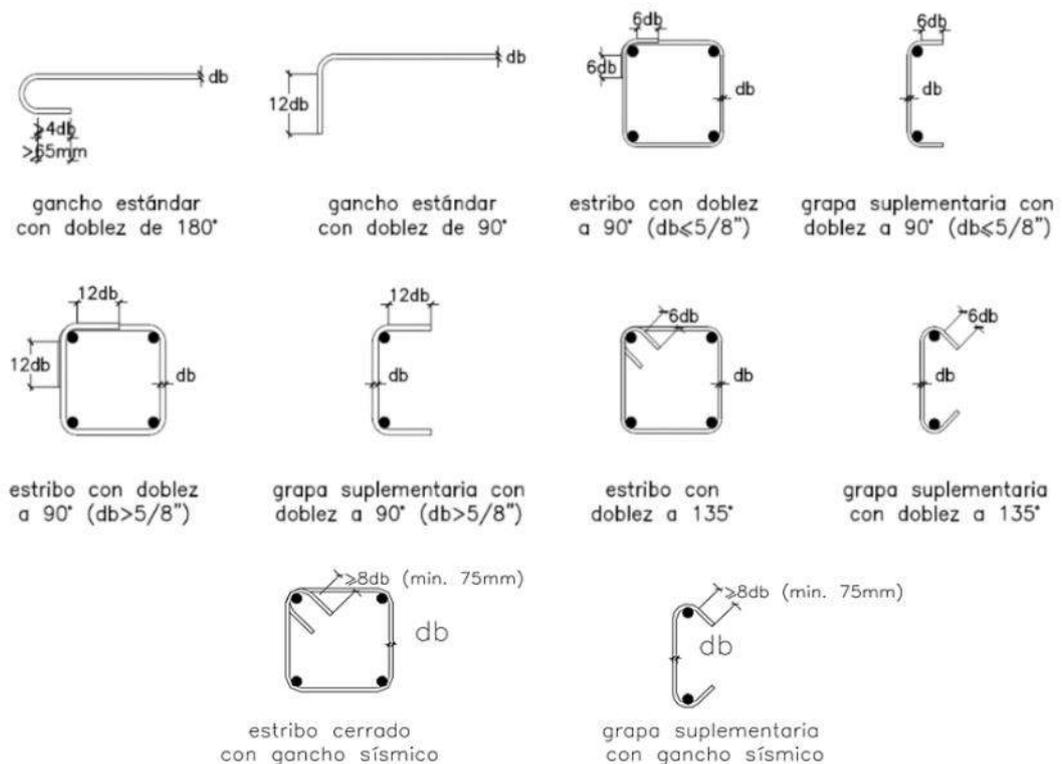 db
12db
>4db
>65mm
gancho estándar
con doblez de 180°
db
gancho estándar
con doblez de 90°
6db
6db
db
estribo con doblez
a 90° (db⩽5/8")
6db
db
grapa suplementaria con
doblez a 90° (db⩽5/8")
12db
12db
db
estribo con doblez
a 90° (db>5/8")
12db
db
grapa suplementaria con
doblez a 90° (db>5/8")
6db
db
estribo con
doblez a 135°
6db
db
grapa suplementaria
con doblez a 135°
⩾8db (min. 75mm)
db
estribo cerrado
con gancho sísmico
⩾8db (min. 75mm)
db
grapa suplementaria
con gancho sísmico